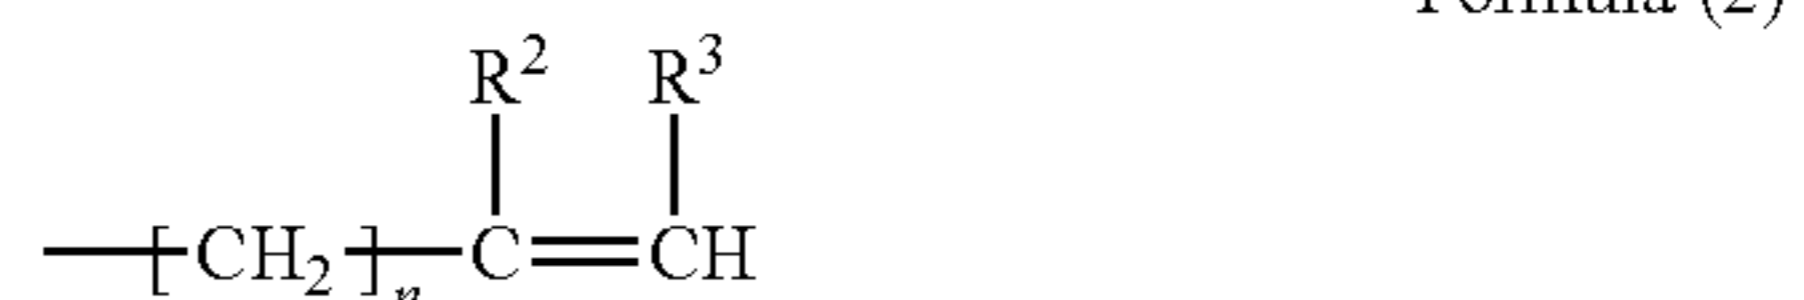 Formula (2)
R² R³
—[CH₂]ₙ—C=CH